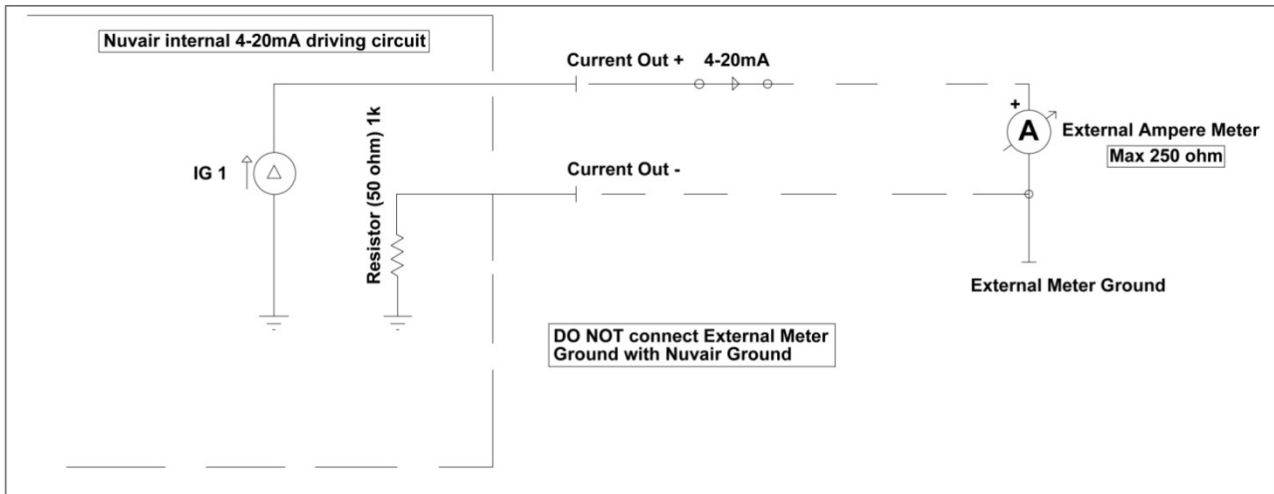 Nuvair internal 4-20mA driving circuit
Current Out + 4-20mA
+
A
External Ampere Meter
Max 250 ohm
IG 1
Current Out -
Resistor (50 ohm) 1k
External Meter Ground
DO NOT connect External Meter
Ground with Nuvair Ground